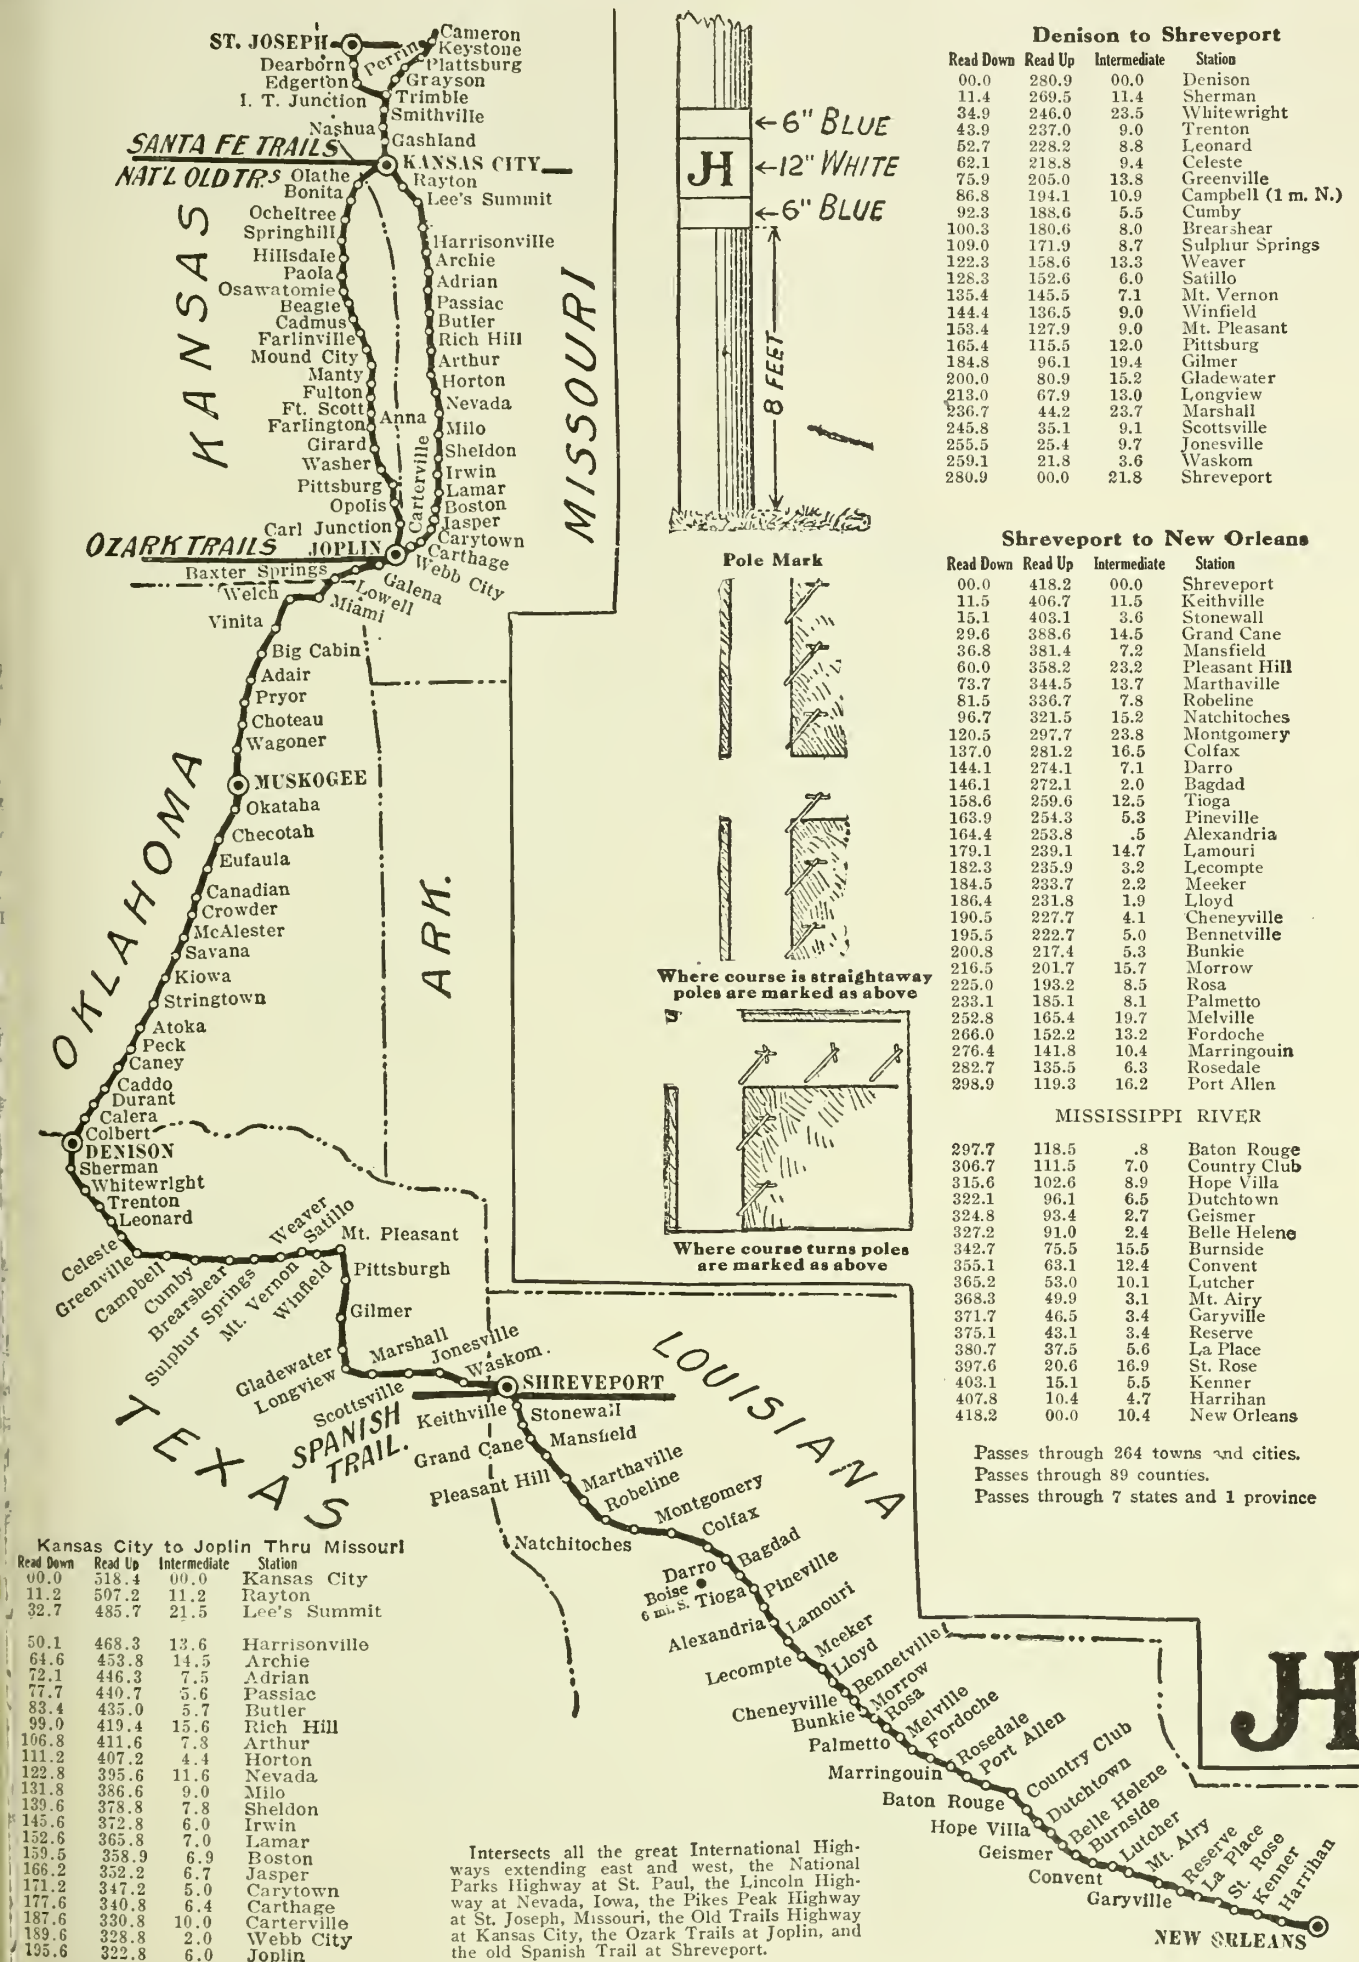 ST. JOSEPH
Dearborn
Edgerton
I. T. Junction
Perrin
Cameron
Keystone
Plattsburg
Grayson
Trimble
Smithville
Nashua
Gashland
SANTA FE TRAILS
NAT'L OLD TRS
KANSAS CITY
Olathe
Bonita
Ocheltree
Springhill
Hillsdale
Paola
Osawatomie
Beagle
Cadmus
Farlinville
Mound City
Manty
Fulton
Ft. Scott
Farlington
Girard
Washer
Pittsburg
Opolis
Carl Junction
Anna
Rayton
Lee's Summit
Harrisonville
Archie
Adrian
Passiac
Butler
Rich Hill
Arthur
Horton
Nevada
Milo
Sheldon
Irwin
Lamar
Boston
Jasper
Carytown
Carthage
Carterville
Webb City
KANSAS
MISSOURI
OZARK TRAILS
JOPLIN
Baxter Springs
Galena
Lowell
Miami
Welch
Vinita
Big Cabin
Adair
Pryor
Choteau
Wagoner
MUSKOGEE
Okataha
Checotah
Eufaula
Canadian
Crowder
McAlester
Savana
Kiowa
Stringtown
Atoka
Peck
Caney
Caddo
Durant
Calera
Colbert
OKLAHOMA
ARK.
DENISON
Sherman
Whitewright
Trenton
Leonard
Celeste
Greenville
Campbell
Cumby
Brearshear
Sulphur Springs
Weaver
Satillo
Mt. Vernon
Winfield
Mt. Pleasant
Pittsburgh
Gilmer
Gladewater
Longview
Marshall
Scottsville
Jonesville
Waskom.
TEXAS
SPANISH
TRAIL.
SHREVEPORT
LOUISIANA
Keithville
Stonewall
Grand Cane
Mansfield
Pleasant Hill
Marthaville
Robeline
Natchitoches
Montgomery
Colfax
Darro
Bagdad
Boise
6 mi. S.
Tioga
Pineville
Alexandria
Lamouri
Lecompte
Meeker
Lloyd
Cheneyville
Bennetville
Bunkie
Morrow
Rosa
Palmetto
Melville
Fordoche
Marringouin
Rosedale
Port Allen
Baton Rouge
Country Club
Hope Villa
Dutchtown
Geismer
Belle Helene
Burnside
Convent
Lutcher
Mt. Airy
Garyville
Reserve
La Place
St. Rose
Kenner
Harrihan
NEW ORLEANS
JH
6" BLUE
JH
12" WHITE
6" BLUE
8 FEET
Pole Mark
Where course is straightaway
poles are marked as above
Where course turns poles
are marked as above
Denison to Shreveport
Read Down Read Up Intermediate Station
00.0 280.9 00.0 Denison
11.4 269.5 11.4 Sherman
34.9 246.0 23.5 Whitewright
43.9 237.0 9.0 Trenton
52.7 228.2 8.8 Leonard
62.1 218.8 9.4 Celeste
75.9 205.0 13.8 Greenville
86.8 194.1 10.9 Campbell (1 m. N.)
92.3 188.6 5.5 Cumby
100.3 180.6 8.0 Brearshear
109.0 171.9 8.7 Sulphur Springs
122.3 158.6 13.3 Weaver
128.3 152.6 6.0 Satillo
135.4 145.5 7.1 Mt. Vernon
144.4 136.5 9.0 Winfield
153.4 127.9 9.0 Mt. Pleasant
165.4 115.5 12.0 Pittsburg
184.8 96.1 19.4 Gilmer
200.0 80.9 15.2 Gladewater
213.0 67.9 13.0 Longview
236.7 44.2 23.7 Marshall
245.8 35.1 9.1 Scottsville
255.5 25.4 9.7 Jonesville
259.1 21.8 3.6 Waskom
280.9 00.0 21.8 Shreveport
Shreveport to New Orleans
Read Down Read Up Intermediate Station
00.0 418.2 00.0 Shreveport
11.5 406.7 11.5 Keithville
15.1 403.1 3.6 Stonewall
29.6 388.6 14.5 Grand Cane
36.8 381.4 7.2 Mansfield
60.0 358.2 23.2 Pleasant Hill
73.7 344.5 13.7 Marthaville
81.5 336.7 7.8 Robeline
96.7 321.5 15.2 Natchitoches
120.5 297.7 23.8 Montgomery
137.0 281.2 16.5 Colfax
144.1 274.1 7.1 Darro
146.1 272.1 2.0 Bagdad
158.6 259.6 12.5 Tioga
163.9 254.3 5.3 Pineville
164.4 253.8 .5 Alexandria
179.1 239.1 14.7 Lamouri
182.3 235.9 3.2 Lecompte
184.5 233.7 2.2 Meeker
186.4 231.8 1.9 Lloyd
190.5 227.7 4.1 Cheneyville
195.5 222.7 5.0 Bennetville
200.8 217.4 5.3 Bunkie
216.5 201.7 15.7 Morrow
225.0 193.2 8.5 Rosa
233.1 185.1 8.1 Palmetto
252.8 165.4 19.7 Melville
266.0 152.2 13.2 Fordoche
276.4 141.8 10.4 Marringouin
282.7 135.5 6.3 Rosedale
298.9 119.3 16.2 Port Allen
MISSISSIPPI RIVER
297.7 118.5 .8 Baton Rouge
306.7 111.5 7.0 Country Club
315.6 102.6 8.9 Hope Villa
322.1 96.1 6.5 Dutchtown
324.8 93.4 2.7 Geismer
327.2 91.0 2.4 Belle Helene
342.7 75.5 15.5 Burnside
355.1 63.1 12.4 Convent
365.2 53.0 10.1 Lutcher
368.3 49.9 3.1 Mt. Airy
371.7 46.5 3.4 Garyville
375.1 43.1 3.4 Reserve
380.7 37.5 5.6 La Place
397.6 20.6 16.9 St. Rose
403.1 15.1 5.5 Kenner
407.8 10.4 4.7 Harrihan
418.2 00.0 10.4 New Orleans
Passes through 264 towns and cities.
Passes through 89 counties.
Passes through 7 states and 1 province
Kansas City to Joplin Thru Missouri
Read Down Read Up Intermediate Station
00.0 518.4 00.0 Kansas City
11.2 507.2 11.2 Rayton
32.7 485.7 21.5 Lee's Summit
50.1 468.3 13.6 Harrisonville
64.6 453.8 14.5 Archie
72.1 446.3 7.5 Adrian
77.7 440.7 5.6 Passiac
83.4 435.0 5.7 Butler
99.0 419.4 15.6 Rich Hill
106.8 411.6 7.8 Arthur
111.2 407.2 4.4 Horton
122.8 395.6 11.6 Nevada
131.8 386.6 9.0 Milo
139.6 378.8 7.8 Sheldon
145.6 372.8 6.0 Irwin
152.6 365.8 7.0 Lamar
159.5 358.9 6.9 Boston
166.2 352.2 6.7 Jasper
171.2 347.2 5.0 Carytown
177.6 340.8 6.4 Carthage
187.6 330.8 10.0 Carterville
189.6 328.8 2.0 Webb City
195.6 322.8 6.0 Joplin
Intersects all the great International High-
ways extending east and west, the National
Parks Highway at St. Paul, the Lincoln High-
way at Nevada, Iowa, the Pikes Peak Highway
at St. Joseph, Missouri, the Old Trails Highway
at Kansas City, the Ozark Trails at Joplin, and
the old Spanish Trail at Shreveport.